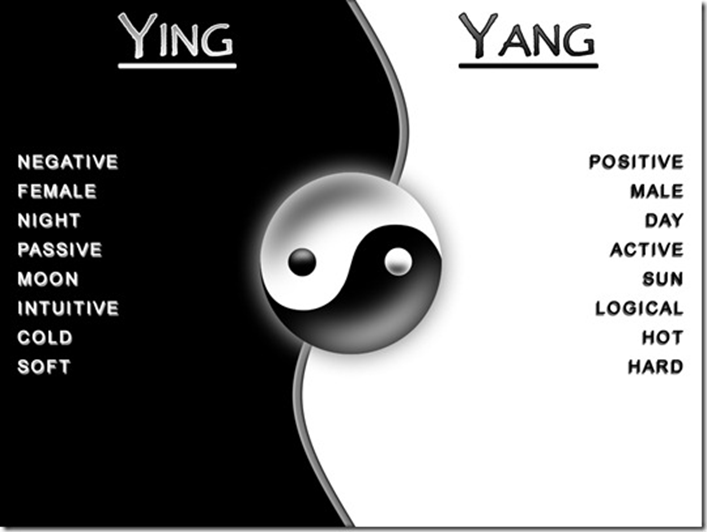 YING
YANG
NEGATIVE
FEMALE
NIGHT
PASSIVE
MOON
INTUITIVE
COLD
SOFT
POSITIVE
MALE
DAY
ACTIVE
SUN
LOGICAL
HOT
HARD